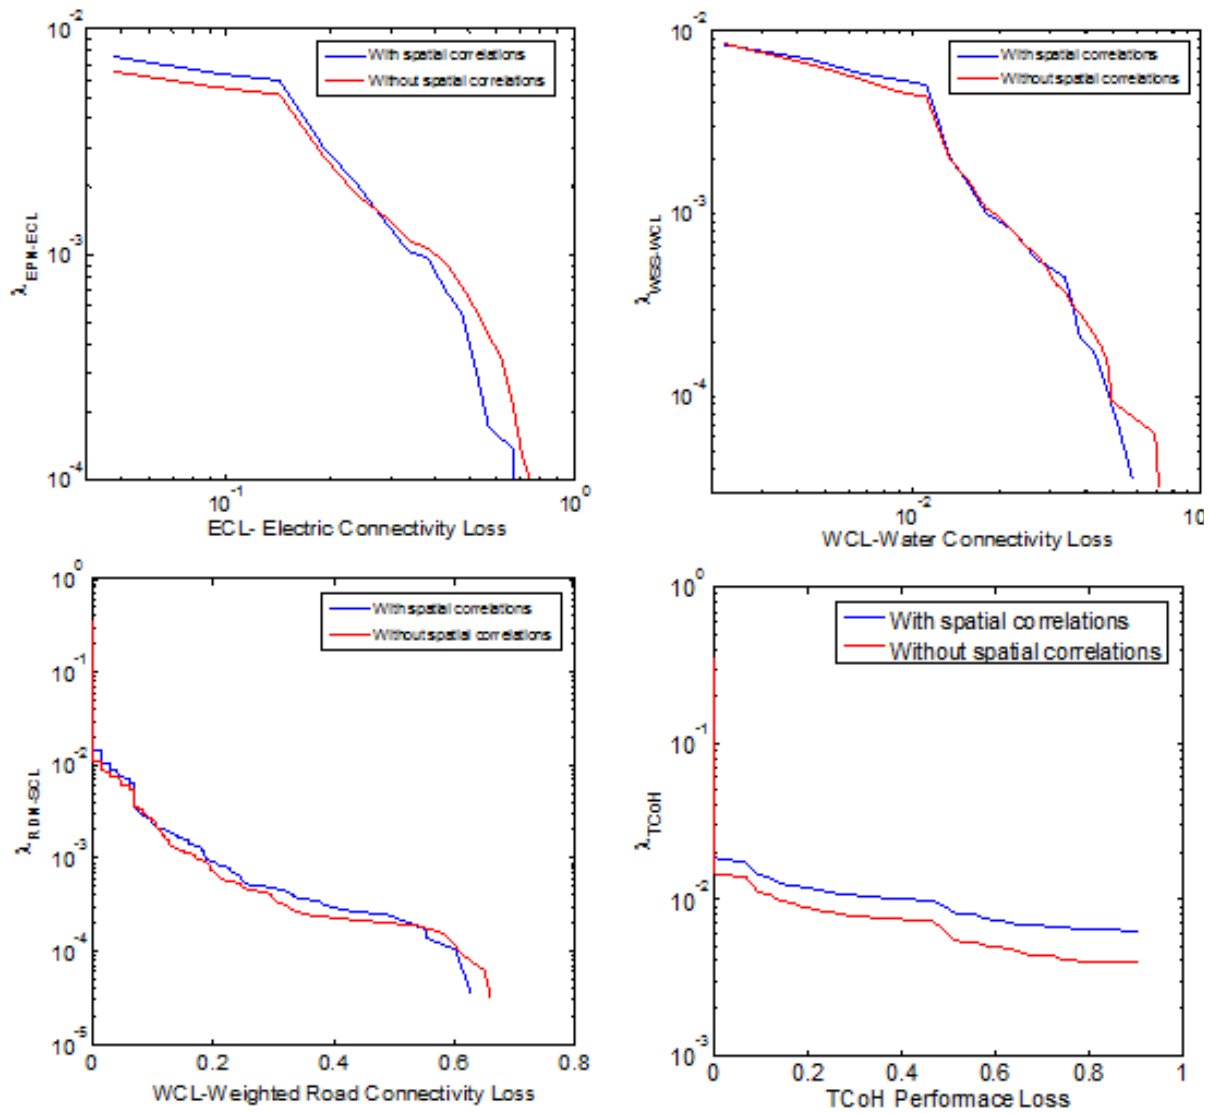 10^-2
With spatial correlations
Without spatial correlations
10^-3
λ_EPN-ECL
10^-4
10^-1
10^0
ECL- Electric Connectivity Loss
10^-2
With spatial correlations
Without spatial correlations
10^-3
λ_WSS-WCL
10^-4
10^-2
10
WCL-Water Connectivity Loss
10^0
With spatial correlations
Without spatial correlations
10^-1
10^-2
λ_RDN-SCL
10^-3
10^-4
10^-5
0
0.2
0.4
0.6
0.8
WCL-Weighted Road Connectivity Loss
10^0
With spatial correlations
Without spatial correlations
10^-1
λ_TCoH
10^-2
10^-3
0
0.2
0.4
0.6
0.8
1
TCoH Performace Loss